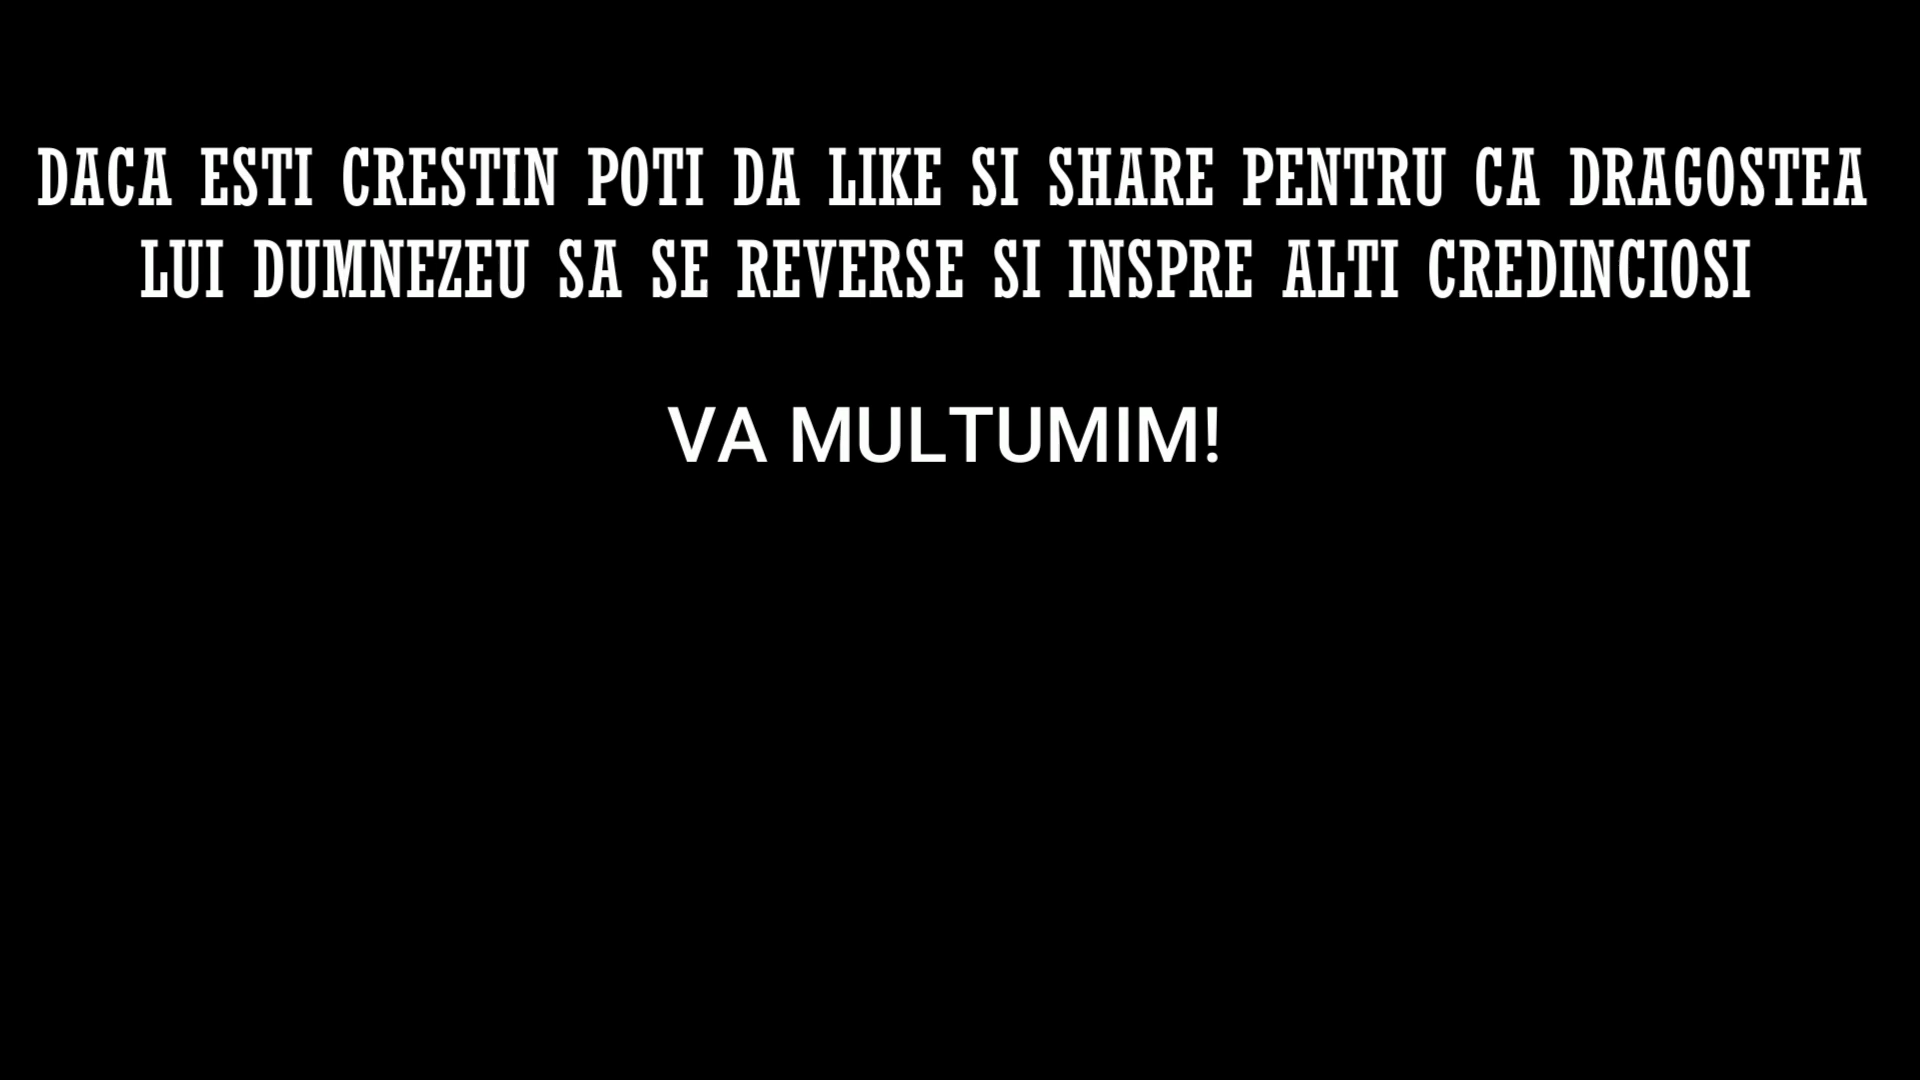 DACA ESTI CRESTIN POTI DA LIKE SI SHARE PENTRU CA DRAGOSTEA
LUI DUMNEZEU SA SE REVERSE SI INSPRE ALTI CREDINCIOSI
VA MULTUMIM!